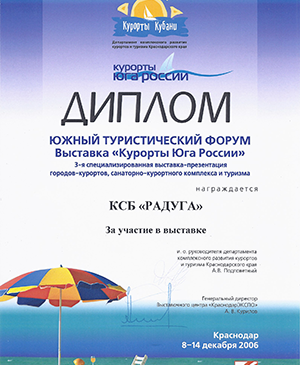 Курорты Кубани
Департамент комплексного развития
курортов и туризма Краснодарского края
курорты
юга россии
ДИПЛОМ
ЮЖНЫЙ ТУРИСТИЧЕСКИЙ ФОРУМ
Выставка «Курорты Юга России»
3-я специализированная выставка-презентация
городов-курортов, санаторно-курортного комплекса и туризма
награждается
КСБ «РАДУГА»
За участие в выставке
и. о. руководителя департамента
комплексного развития курортов
и туризма Краснодарского края
А.В.
Генеральный директор
Выставочного центра «КраснодарЭКСПО»
А. В.
Краснодар
8-14 декабря 2006